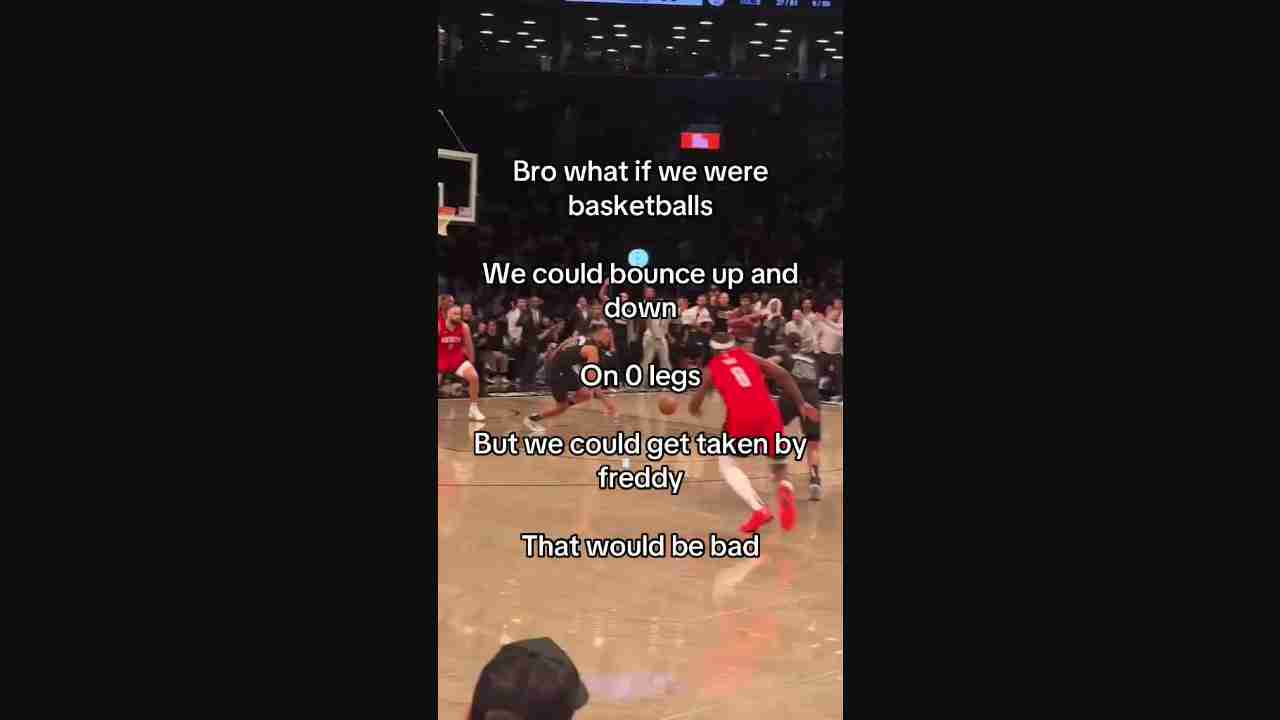 Bro what if we were
basketballs
We could bounce up and
down
On 0 legs
But we could get taken by
freddy
That would be bad
8